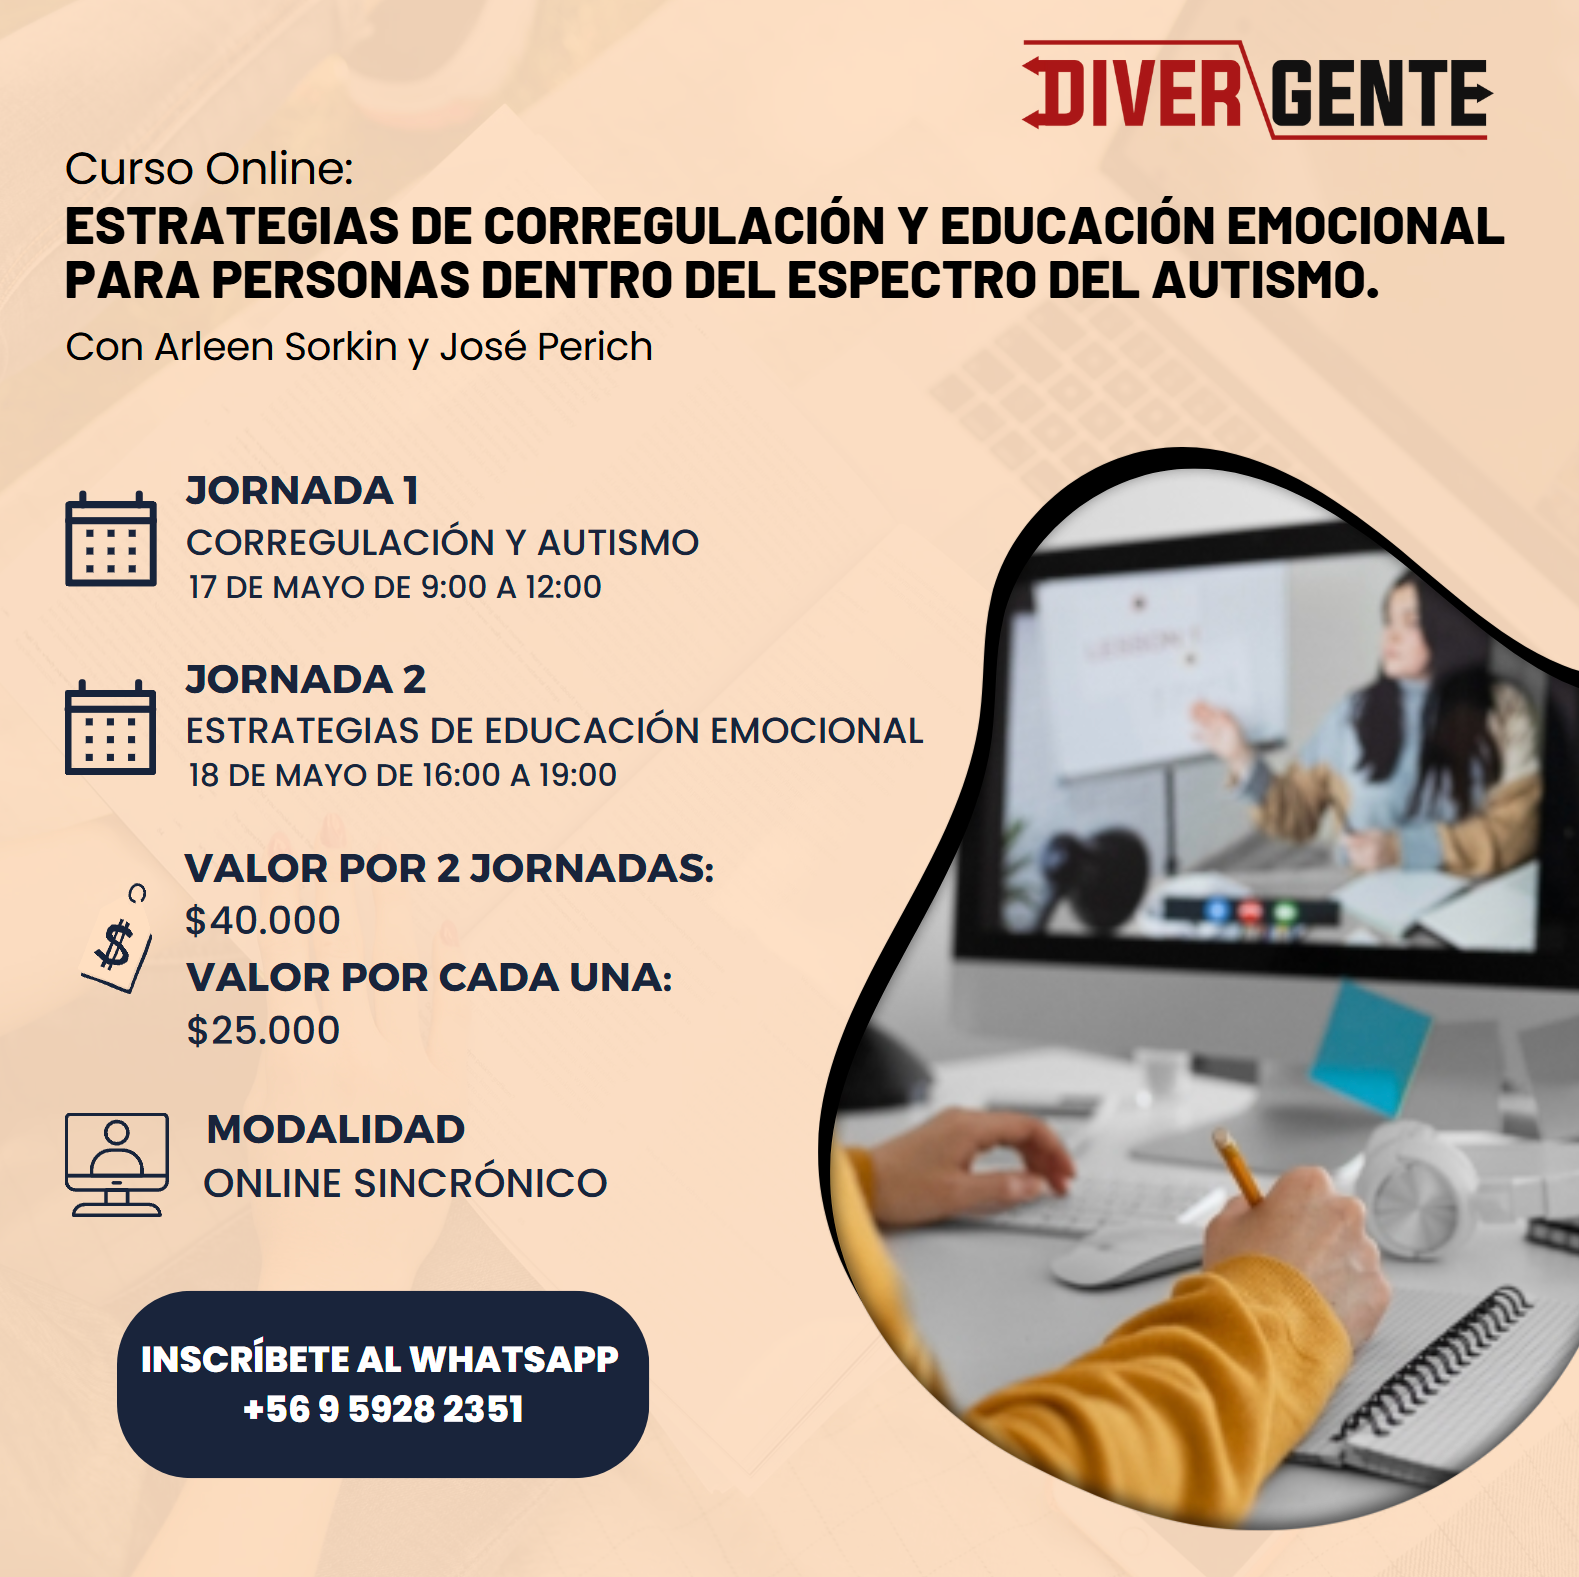 DIVERGENTE
Curso Online:
ESTRATEGIAS DE CORREGULACIÓN Y EDUCACIÓN EMOCIONAL
PARA PERSONAS DENTRO DEL ESPECTRO DEL AUTISMO.
Con Arleen Sorkin y José Perich
JORNADA 1
CORREGULACIÓN Y AUTISMO
17 DE MAYO DE 9:00 A 12:00
JORNADA 2
ESTRATEGIAS DE EDUCACIÓN EMOCIONAL
18 DE MAYO DE 16:00 A 19:00
VALOR POR 2 JORNADAS:
$40.000
VALOR POR CADA UNA:
$25.000
MODALIDAD
ONLINE SINCRÓNICO
INSCRÍBETE AL WHATSAPP
+56 9 5928 2351
LESSON 1